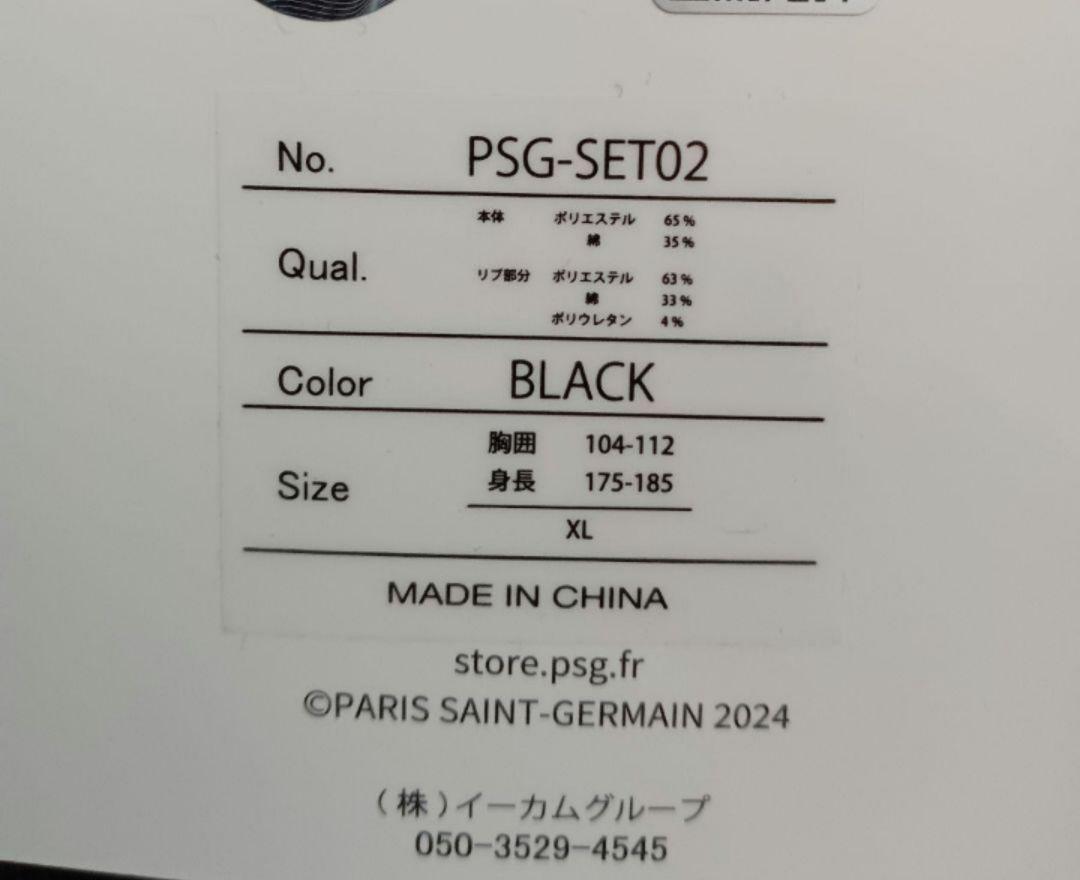 No. PSG-SET02
Qual.
本体 ポリエステル 65%
綿 35%
リブ部分 ポリエステル 63%
綿 33%
ポリウレタン 4%
Color BLACK
Size
胸囲 104-112
身長 175-185
XL
MADE IN CHINA
store.psg.fr
©PARIS SAINT-GERMAIN 2024
(株)イーカムグループ
050-3529-4545